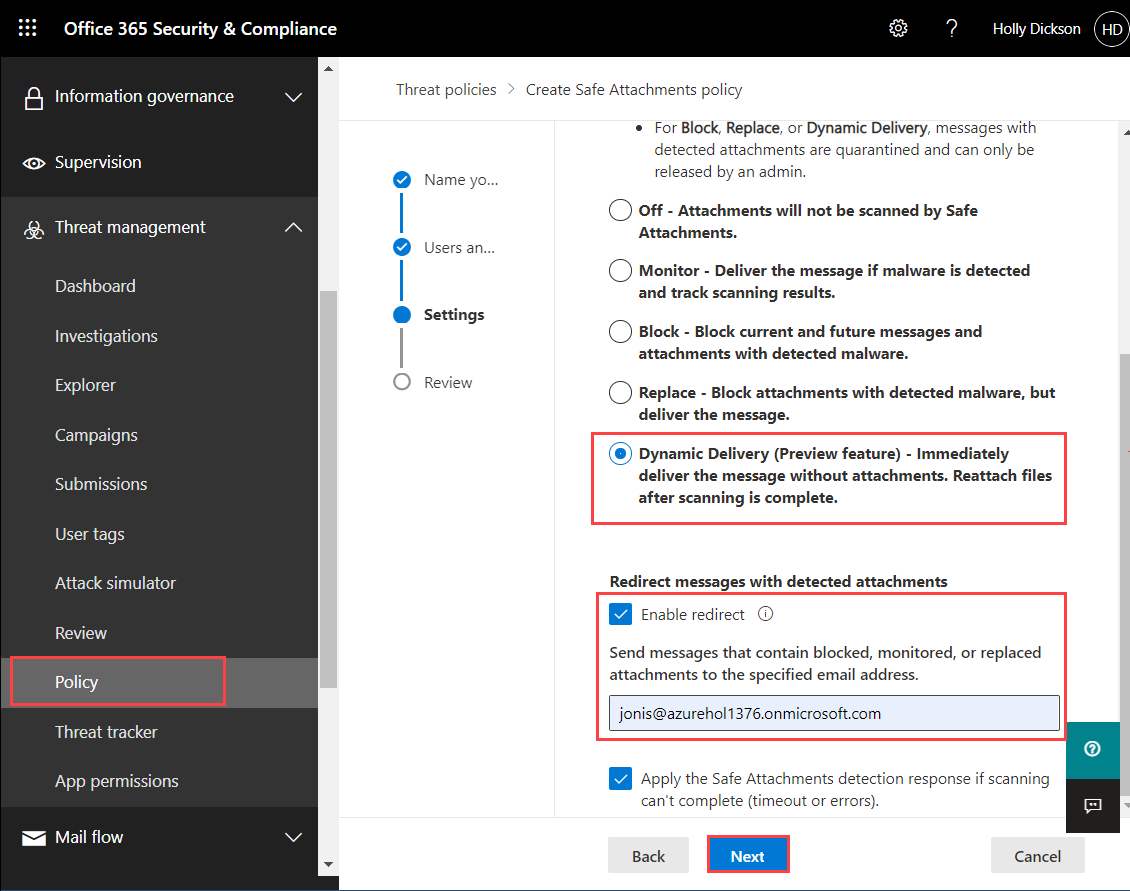 Office 365 Security & Compliance
Holly Dickson
HD
Information governance
Supervision
Threat management
Dashboard
Investigations
Explorer
Campaigns
Submissions
User tags
Attack simulator
Review
Policy
Threat tracker
App permissions
Mail flow
Threat policies > Create Safe Attachments policy
Name yo...
Users an...
Settings
Review
• For Block, Replace, or Dynamic Delivery, messages with
detected attachments are quarantined and can only be
released by an admin.
Off - Attachments will not be scanned by Safe
Attachments.
Monitor - Deliver the message if malware is detected
and track scanning results.
Block - Block current and future messages and
attachments with detected malware.
Replace - Block attachments with detected malware, but
deliver the message.
Dynamic Delivery (Preview feature) - Immediately
deliver the message without attachments. Reattach files
after scanning is complete.
Redirect messages with detected attachments
Enable redirect
Send messages that contain blocked, monitored, or replaced
attachments to the specified email address.
jonis@azurehol1376.onmicrosoft.com
Apply the Safe Attachments detection response if scanning
can't complete (timeout or errors).
Back
Next
Cancel